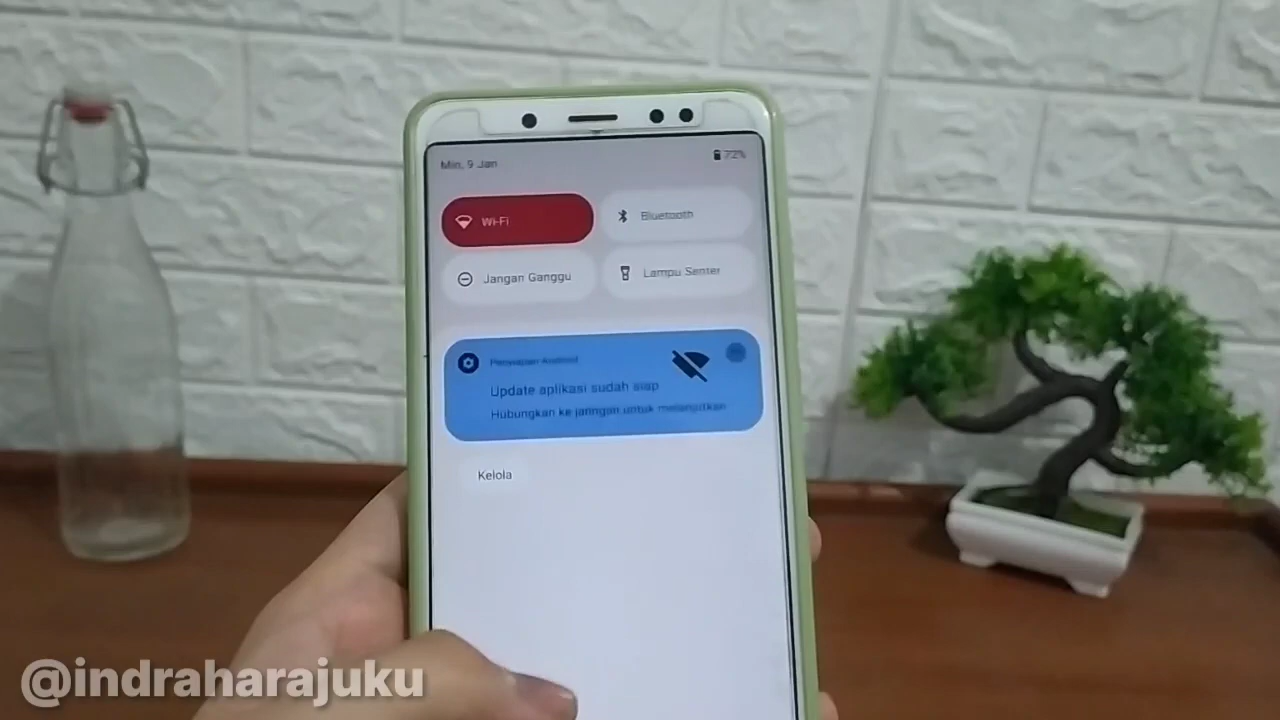 Min, 9 Jan
72%
Wi-Fi
Bluetooth
Jangan Ganggu
Lampu Senter
Penyiapan Android
Update aplikasi sudah siap
Hubungkan ke jaringan untuk melanjutkan
Kelola
@indraharajuku